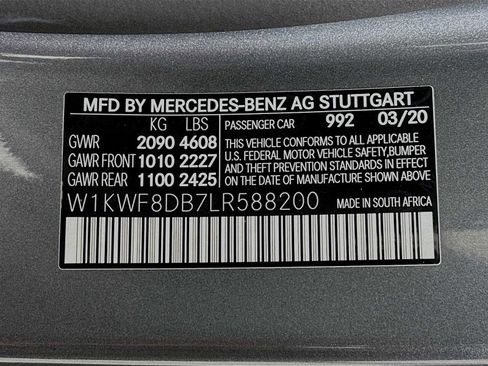 MFD BY MERCEDES-BENZ AG STUTTGART
KG LBS PASSENGER CAR 992 03/20
GVWR 2090 4608 THIS VEHICLE CONFORMS TO ALL APPLICABLE
GAWR FRONT 1010 2227 U.S. FEDERAL MOTOR VEHICLE SAFETY, BUMPER
GAWR REAR 1100 2425 AND THEFT PREVENTION STANDARDS IN EFFECT ON THE DATE OF MANUFACTURE SHOWN ABOVE
W1KWF8DB7LR588200 MADE IN SOUTH AFRICA